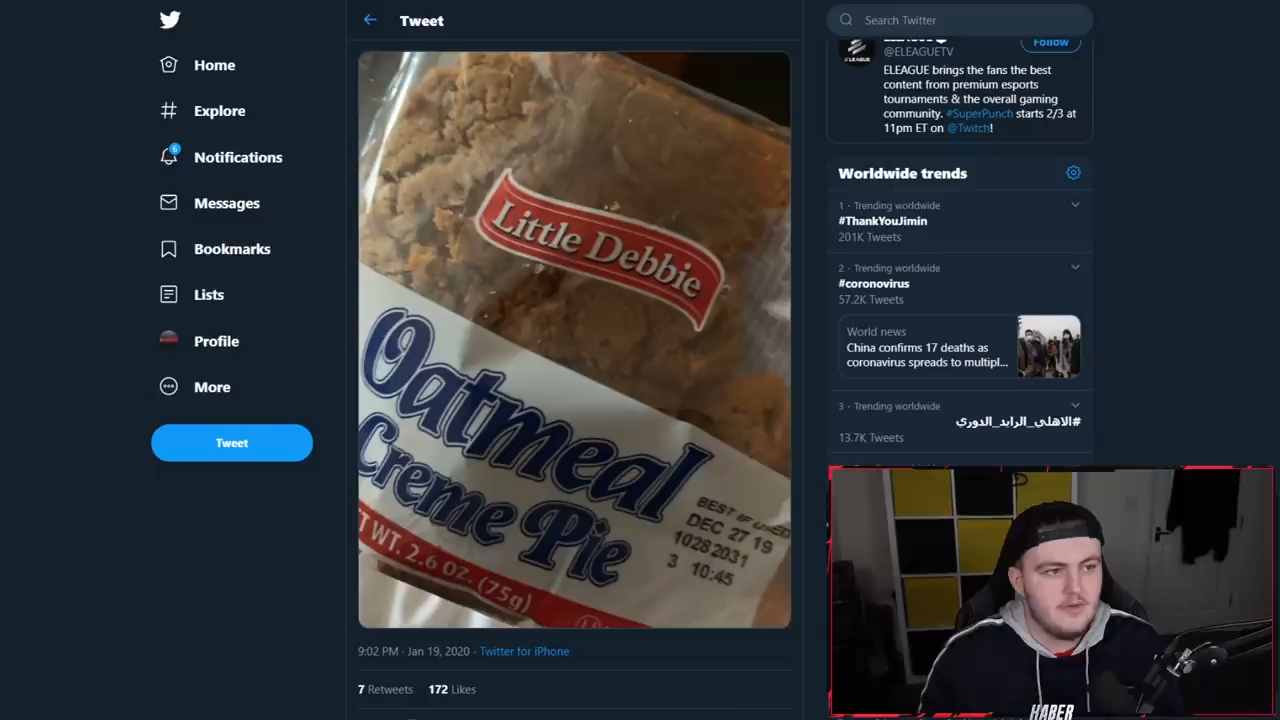 Home
Explore
6
Notifications
Messages
Bookmarks
Lists
Profile
More
Tweet
Tweet
Little Debbie
Oatmeal
Creme Pie
T WT. 2.6 OZ. (75g)
BEST IF USED
DEC 27 19
10282031
3 10:45
9:02 PM · Jan 19, 2020 · Twitter for iPhone
7 Retweets 172 Likes
Search Twitter
@ELEAGUETV
Follow
ELEAGUE brings the fans the best
content from premium esports
tournaments & the overall gaming
community. #SuperPunch starts 2/3 at
11pm ET on @Twitch!
Worldwide trends
1 · Trending worldwide
#ThankYouJimin
201K Tweets
2 · Trending worldwide
#coronovirus
57.2K Tweets
World news
China confirms 17 deaths as
coronavirus spreads to multipl...
3 · Trending worldwide
#الاهلي_الرايد_الدوري
13.7K Tweets
HABER